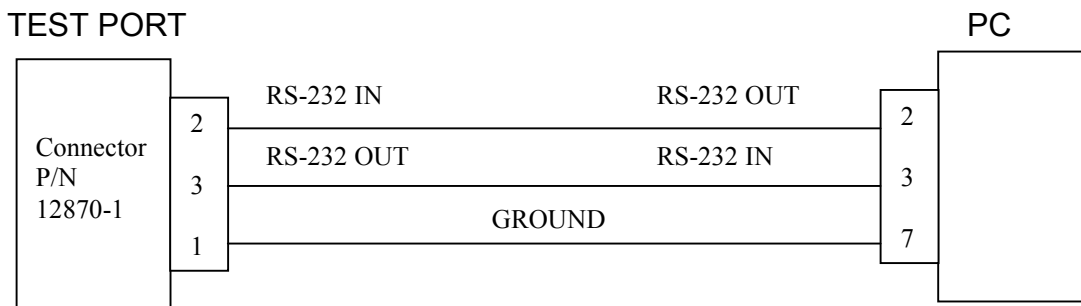 TEST PORT PC
RS-232 IN RS-232 OUT
2 2
Connector
P/N
12870-1
RS-232 OUT RS-232 IN
3 3
GROUND
1 7